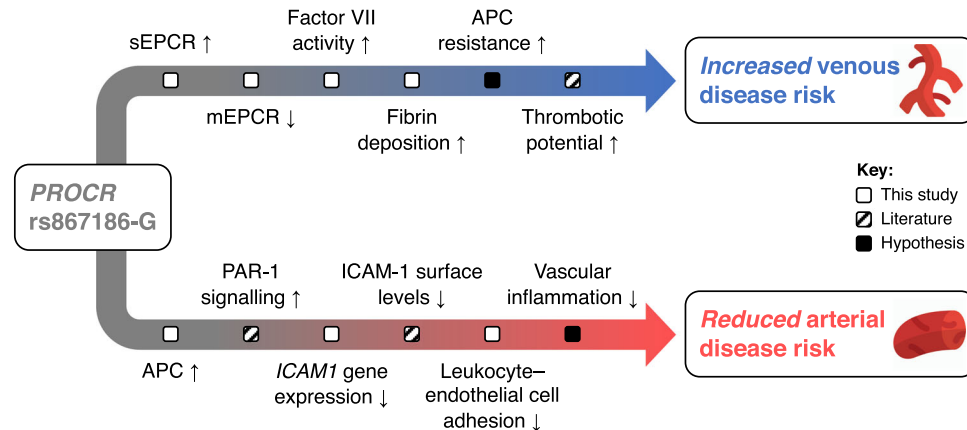 sEPCR ↑
Factor VII
activity ↑
APC
resistance ↑
mEPCR ↓
Fibrin
deposition ↑
Thrombotic
potential ↑
Increased venous
disease risk
PROCR
rs867186-G
Key:
This study
Literature
Hypothesis
PAR-1
signalling ↑
ICAM-1 surface
levels ↓
Vascular
inflammation ↓
APC ↑
ICAM1 gene
expression ↓
Leukocyte–
endothelial cell
adhesion ↓
Reduced arterial
disease risk